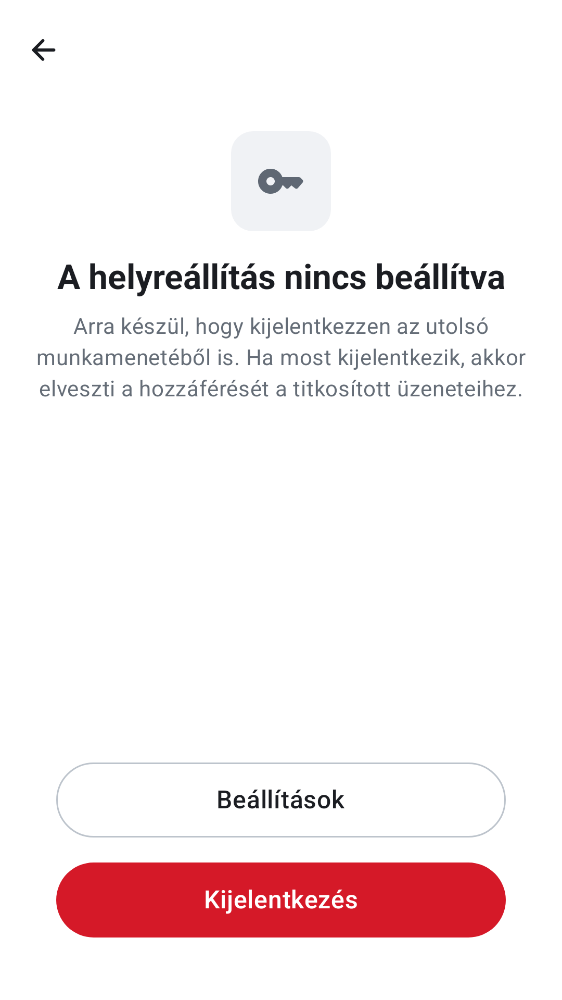 A helyreállítás nincs beállítva
Arra készül, hogy kijelentkezzen az utolsó
munkamenetéből is. Ha most kijelentkezik, akkor
elveszti a hozzáférését a titkosított üzeneteihez.
Beállítások
Kijelentkezés